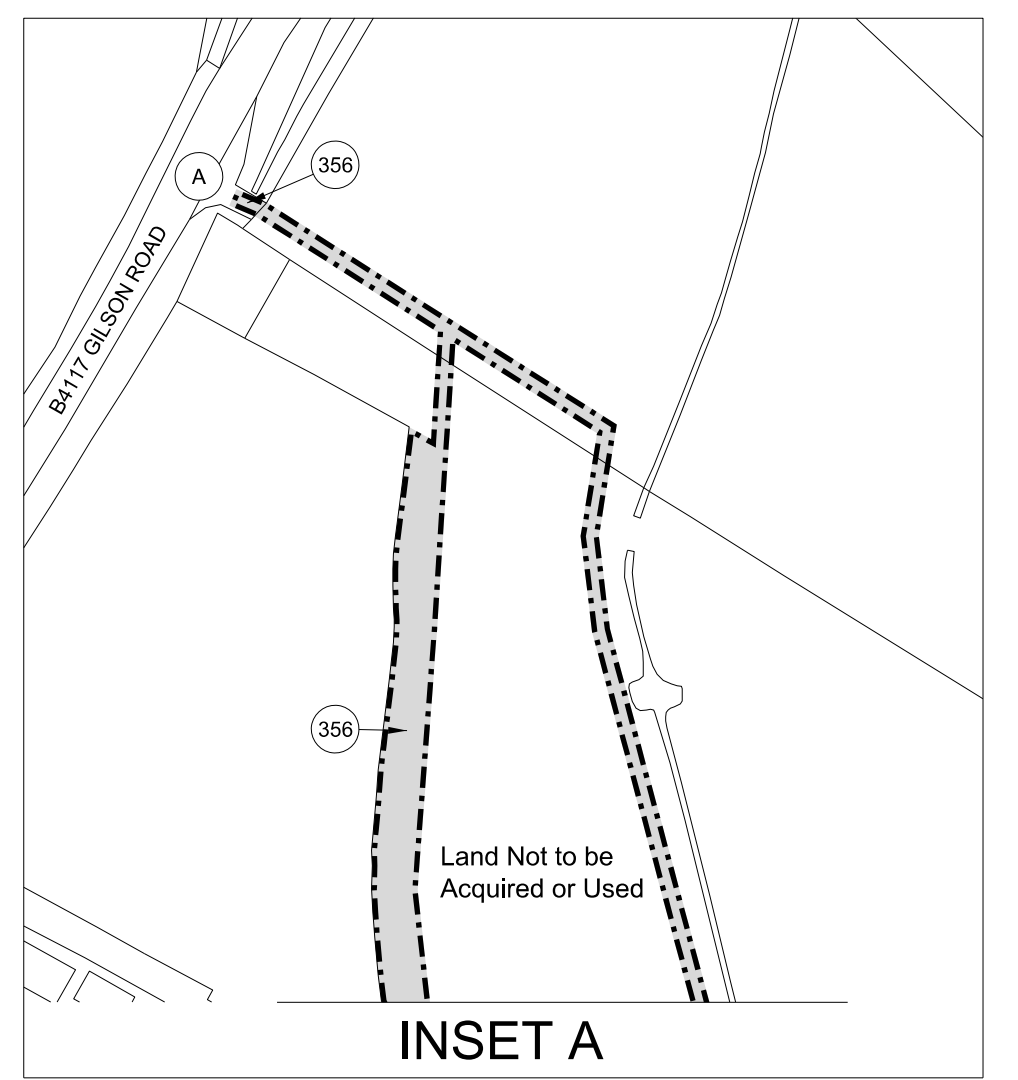 356
A
B4117 GILSON ROAD
356
Land Not to be
Acquired or Used
INSET A